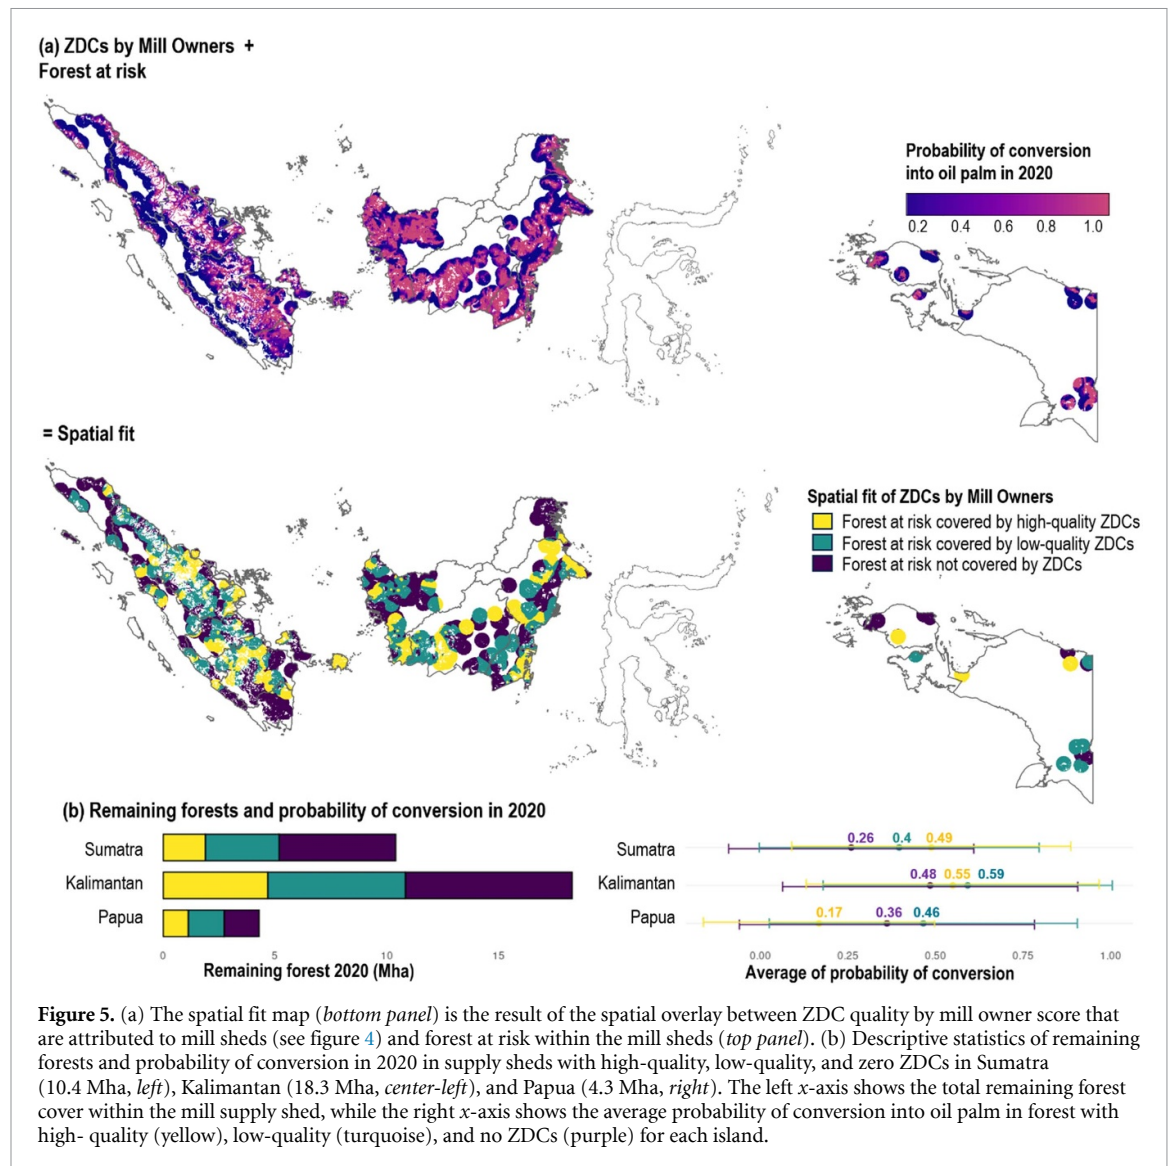 (a) ZDCs by Mill Owners +
Forest at risk
Probability of conversion
into oil palm in 2020
0.2 0.4 0.6 0.8 1.0
= Spatial fit
Spatial fit of ZDCs by Mill Owners
Forest at risk covered by high-quality ZDCs
Forest at risk covered by low-quality ZDCs
Forest at risk not covered by ZDCs
(b) Remaining forests and probability of conversion in 2020
Sumatra
Kalimantan
Papua
0 5 10 15
Remaining forest 2020 (Mha)
Sumatra
0.26 0.4 0.49
Kalimantan
0.48 0.55 0.59
Papua
0.17 0.36 0.46
0.00 0.25 0.50 0.75 1.00
Average of probability of conversion
Figure 5. (a) The spatial fit map (bottom panel) is the result of the spatial overlay between ZDC quality by mill owner score that
are attributed to mill sheds (see figure 4) and forest at risk within the mill sheds (top panel). (b) Descriptive statistics of remaining
forests and probability of conversion in 2020 in supply sheds with high-quality, low-quality, and zero ZDCs in Sumatra
(10.4 Mha, left), Kalimantan (18.3 Mha, center-left), and Papua (4.3 Mha, right). The left x-axis shows the total remaining forest
cover within the mill supply shed, while the right x-axis shows the average probability of conversion into oil palm in forest with
high- quality (yellow), low-quality (turquoise), and no ZDCs (purple) for each island.